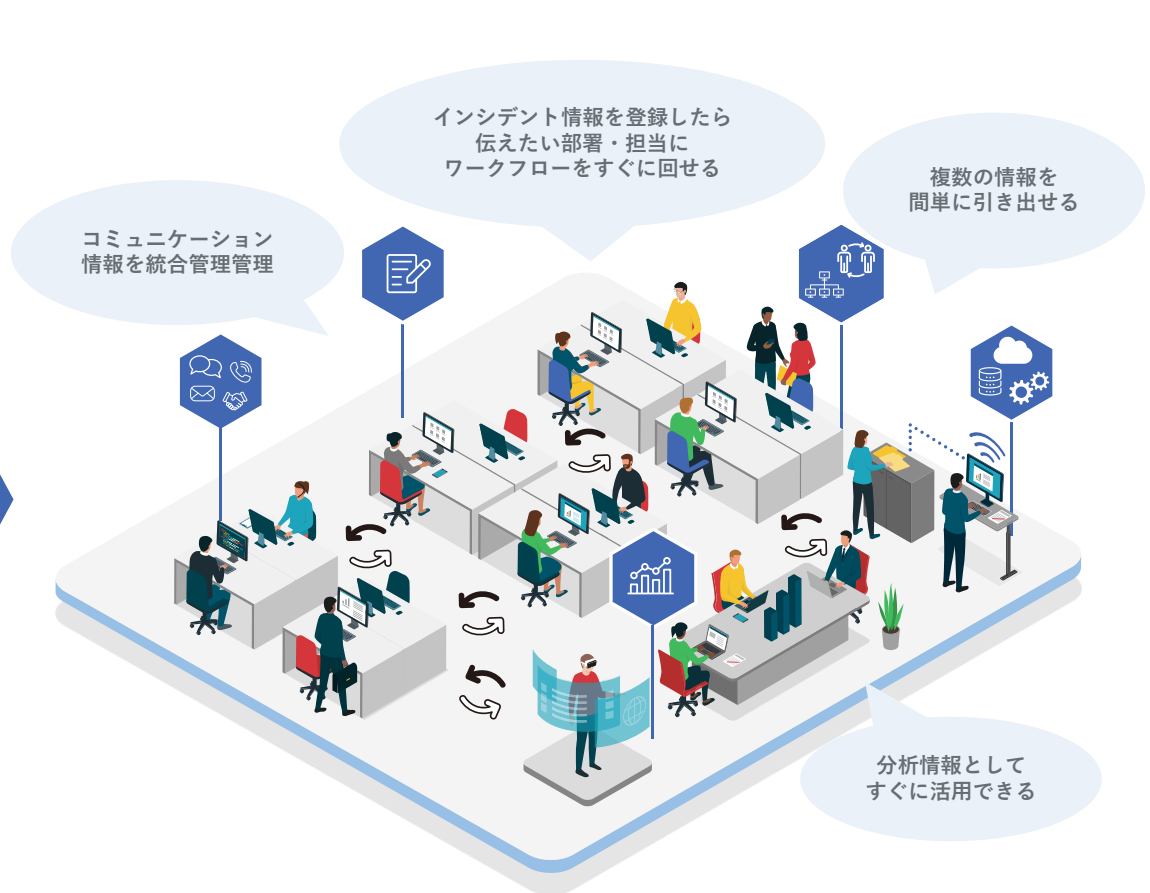 インシデント情報を登録したら
伝えたい部署・担当に
ワークフローをすぐに回せる
複数の情報を
間単に引き出せる
コミュニケーション
情報を統合管理管理
分析情報として
すぐに活用できる